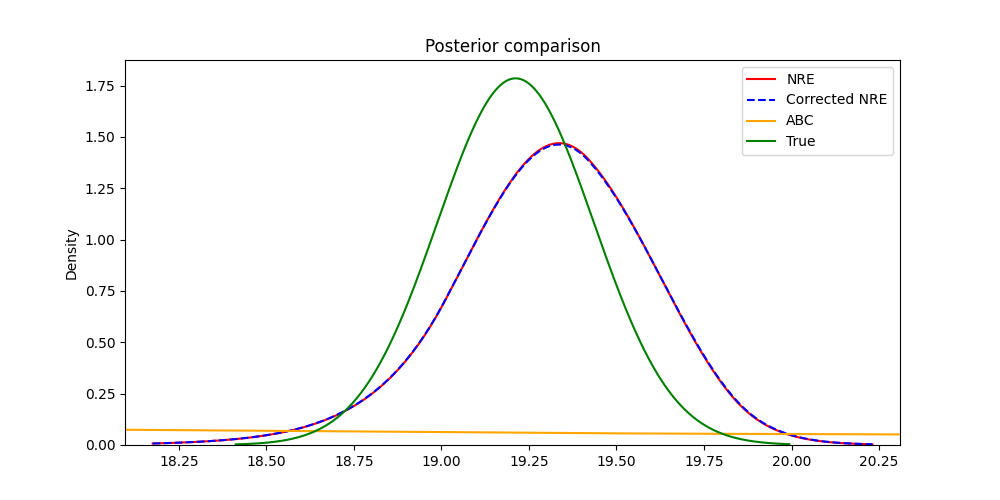 Posterior comparison
NRE
Corrected NRE
ABC
True
Density
1.75
1.50
1.25
1.00
0.75
0.50
0.25
0.00
18.25 18.50 18.75 19.00 19.25 19.50 19.75 20.00 20.25